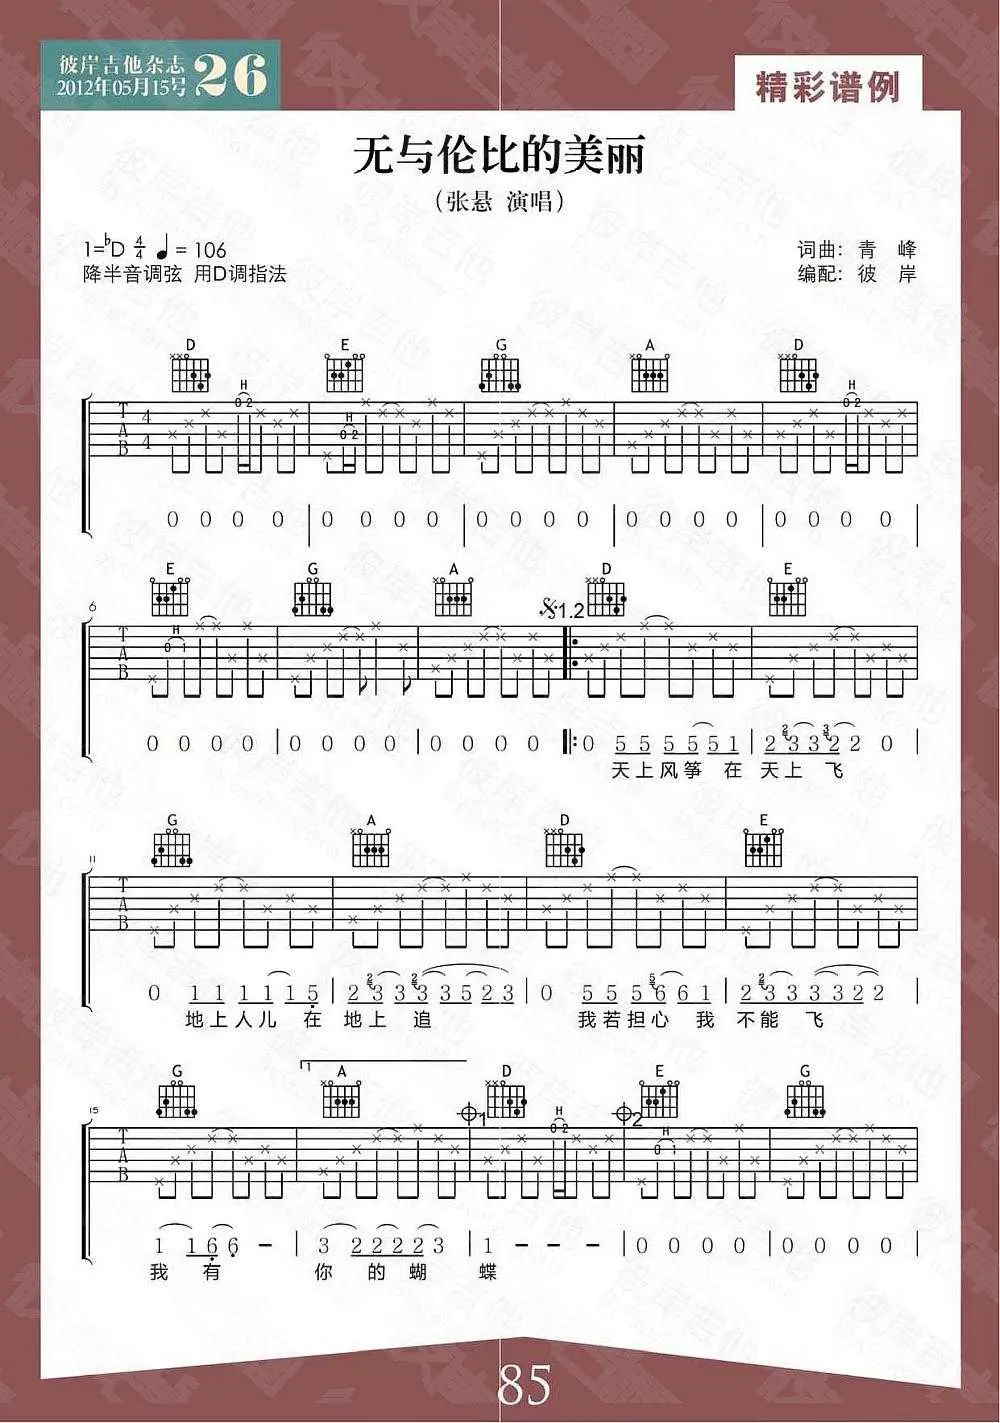 彼岸吉他杂志
2012年05月15号
26
精彩谱例
无与伦比的美丽
（张悬 演唱）
1=♭D 4/4 ♩=106
词曲：青 峰
降半音调弦 用D调指法
编配：彼 岸
D E G A D
H H H
0 2 0 2 0 2
T A B 4 4
0 0 0 0 | 0 0 0 0 | 0 0 0 0 | 0 0 0 0 | 0 0 0 0 |
E G A D E
6 H 1.2
0 1
T A B
0 0 0 0 | 0 0 0 0 | 0 0 0 0 |: 0 5 5 5 5 5 5 1 | 2 3 3 3 2 2 0 |
天上风筝 在 天上 飞
G A D E
11
T A B
0 1 1 1 1 1 5 | 2 3 3 3 3 5 2 3 | 0 5 5 5 6 6 1 | 2 3 3 3 3 2 2 |
地上人儿 在 地上 追 我若担心 我 不能 飞
1
G A D E G
15 1 H 2 H
0 2 0 1
T A B
1 1 6 6 - | 3 2 2 2 2 3 | 1 - - - | 0 0 0 0 | 0 0 0 0 |
我 有 你 的 蝴 蝶
85